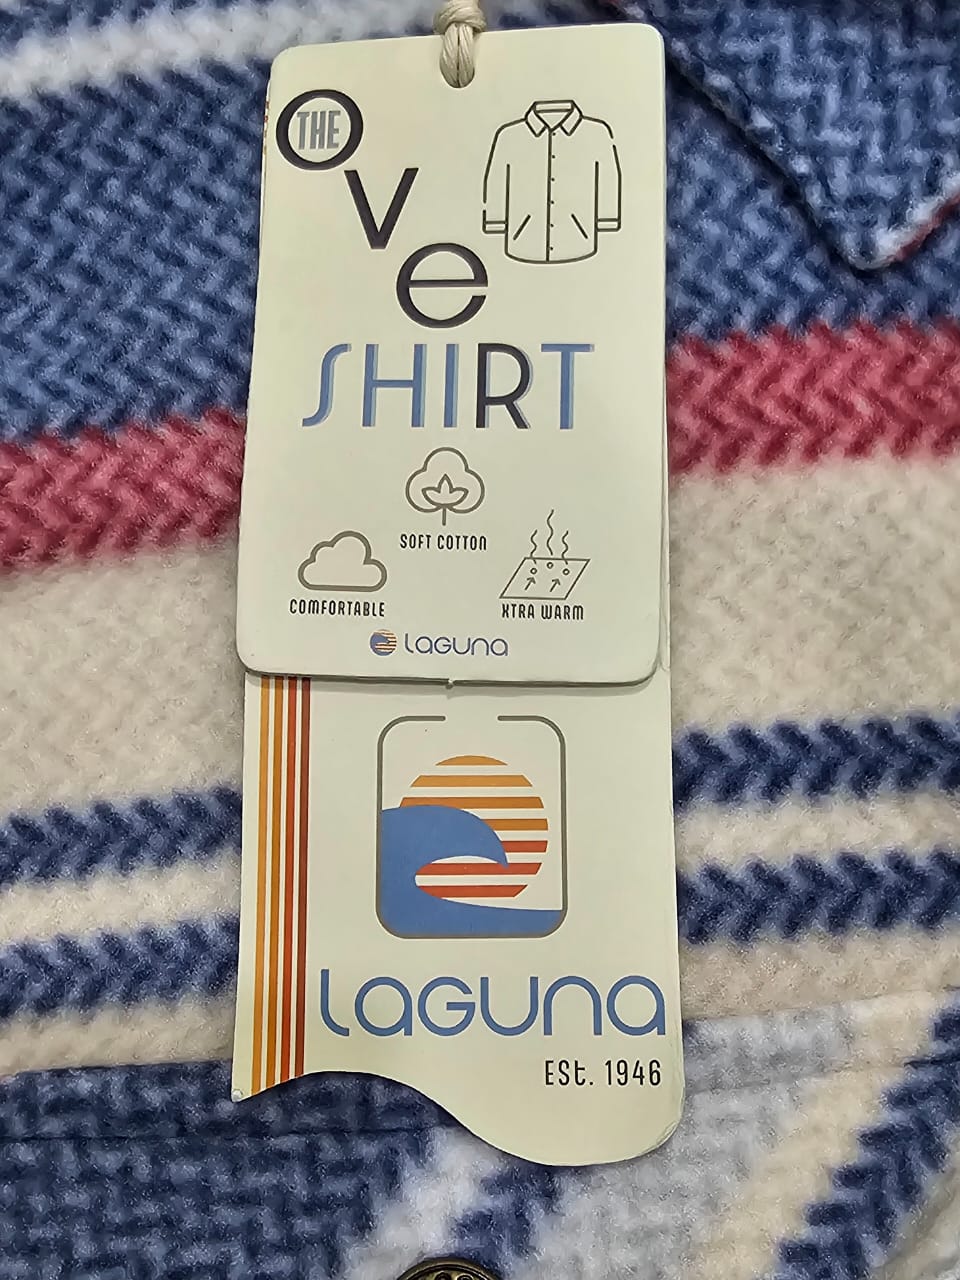 THE
O
V
e
SHIRT
SOFT COTTON
COMFORTABLE
XTRA WARM
LAGUNA
LAGUNA
ESt. 1946